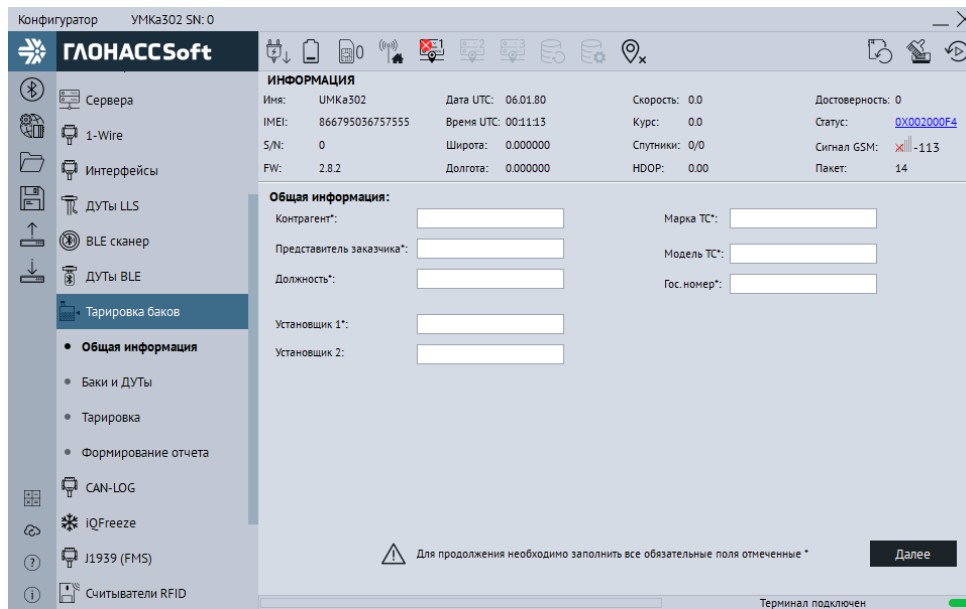 Конфигуратор УМКа302 SN: 0
ГЛОНАССSoft
0
1
2
3
x
ИНФОРМАЦИЯ
Имя: UMKa302 Дата UTC: 06.01.80 Скорость: 0.0 Достоверность: 0
IMEI: 866795036757555 Время UTC: 00:11:13 Курс: 0.0 Статус: 0X002000F4
S/N: 0 Широта: 0.000000 Спутники: 0/0 Сигнал GSM: -113
FW: 2.8.2 Долгота: 0.000000 HDOP: 0.00 Пакет: 14
Сервера
1-Wire
Интерфейсы
ДУТы LLS
BLE сканер
ДУТы BLE
Тарировка баков
Общая информация
Баки и ДУТы
Тарировка
Формирование отчета
CAN-LOG
iQFreeze
J1939 (FMS)
Считыватели RFID
Общая информация:
Контрагент*: Марка ТС*:
Представитель заказчика*: Модель ТС*:
Должность*: Гос.номер*:
Установщик 1*:
Установщик 2:
Для продолжения необходимо заполнить все обязательные поля отмеченные *
Далее
Терминал подключен